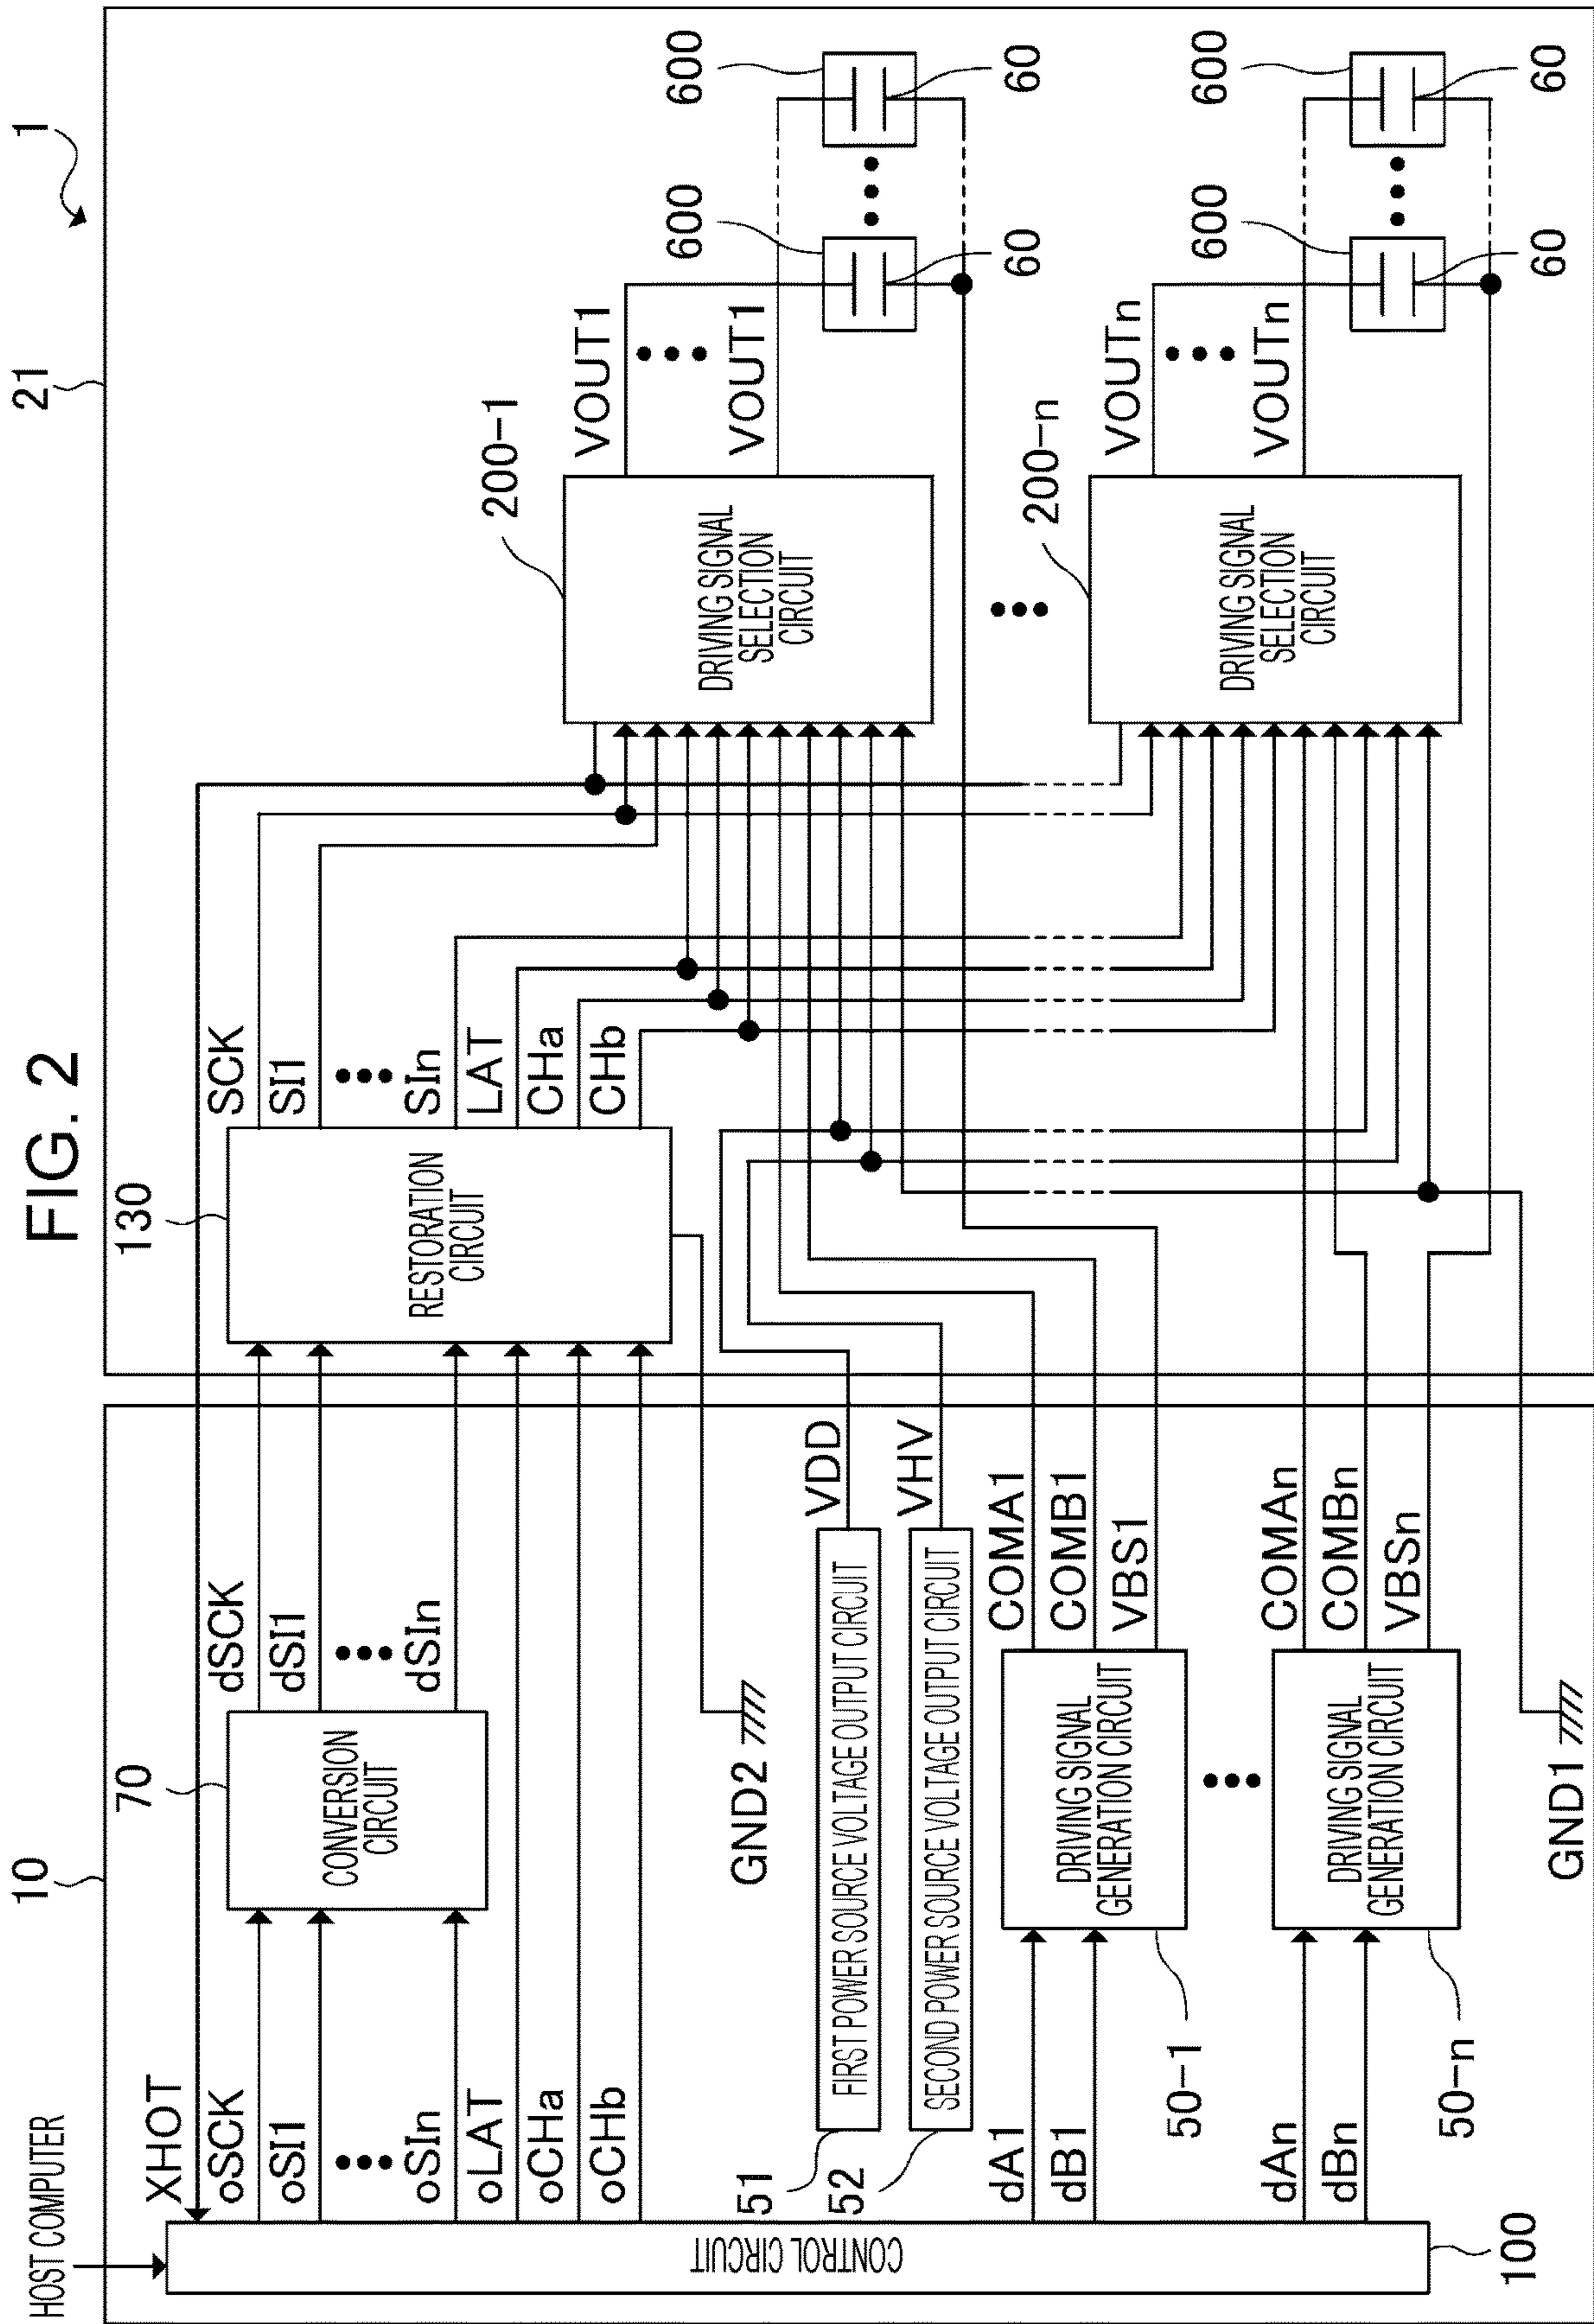 FIG. 2
1
10
21
HOST COMPUTER
XHOT
oSCK
oSI1
oSIn
oLAT
oCHa
oCHb
70
CONVERSION
CIRCUIT
dSCK
dSI1
dSIn
130
RESTORATION
CIRCUIT
SCK
SI1
SIn
LAT
CHa
CHb
GND2
CONTROL CIRCUIT
100
51
FIRST POWER SOURCE VOLTAGE OUTPUT CIRCUIT
VDD
52
SECOND POWER SOURCE VOLTAGE OUTPUT CIRCUIT
VHV
dA1
dB1
50-1
DRIVING SIGNAL
GENERATION CIRCUIT
COMA1
COMB1
VBS1
dAn
dBn
50-n
DRIVING SIGNAL
GENERATION CIRCUIT
COMAn
COMBn
VBSn
GND1
200-1
DRIVING SIGNAL
SELECTION
CIRCUIT
VOUT1
VOUT1
600
600
60
60
200-n
DRIVING SIGNAL
SELECTION
CIRCUIT
VOUTn
VOUTn
600
600
60
60